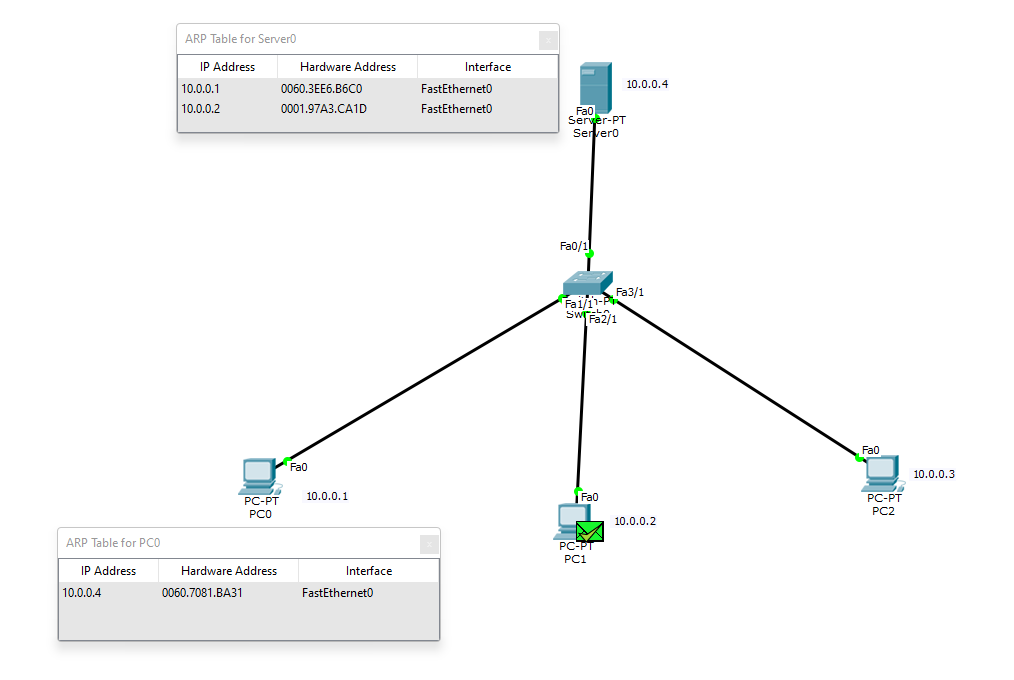 ARP Table for Server0
IP Address Hardware Address Interface
10.0.0.1 0060.3EE6.B6C0 FastEthernet0
10.0.0.2 0001.97A3.CA1D FastEthernet0
10.0.0.4
Fa0
Server-PT
Server0
Fa0/1
Fa3/1
Fa1/1
Fa2/1
Fa0
PC-PT
PC0
10.0.0.1
Fa0
10.0.0.2
PC-PT
PC1
Fa0
10.0.0.3
PC-PT
PC2
ARP Table for PC0
IP Address Hardware Address Interface
10.0.0.4 0060.7081.BA31 FastEthernet0